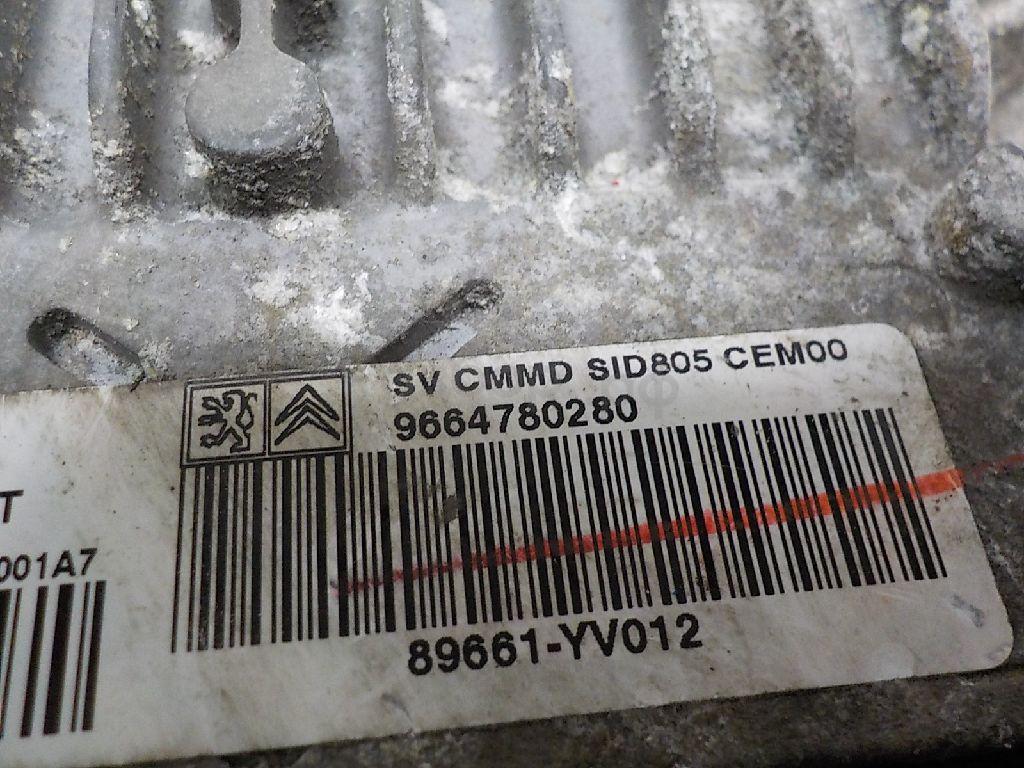 SV CMMD SID805 CEM00
9664780280
T
001A7
89661-YV012